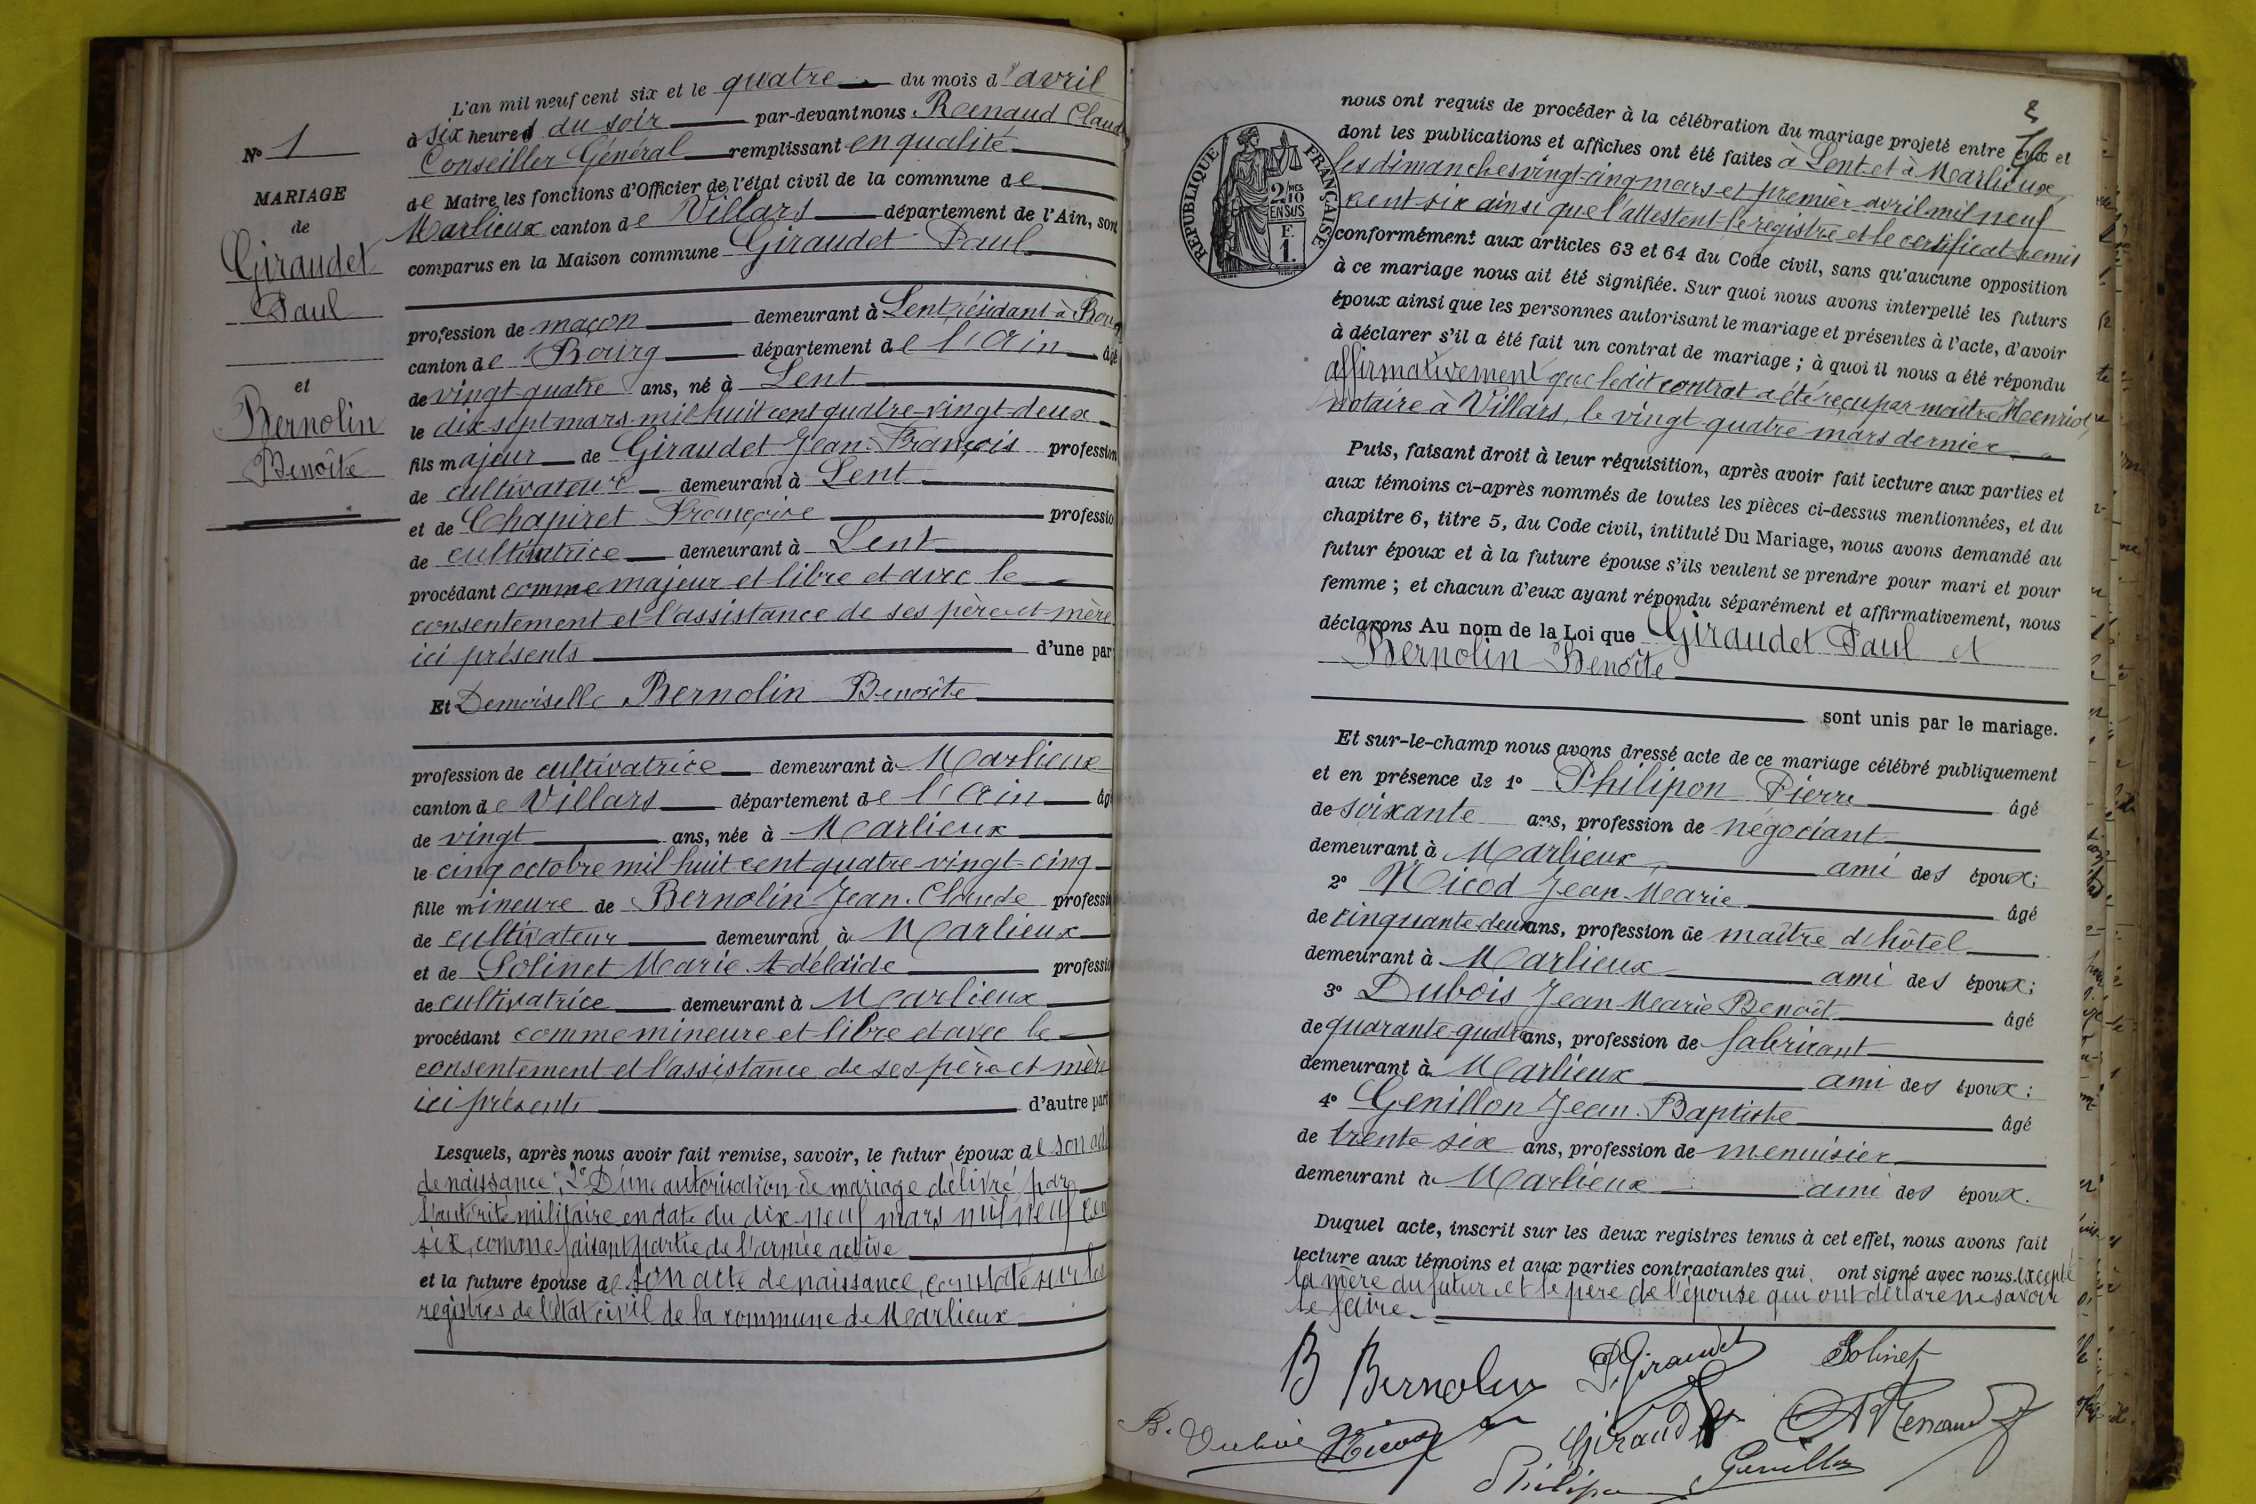 N° 1
MARIAGE
de
Giraudet
Paul
et
Bernolin
Benoîte
L'an mil neuf cent six et le quatre du mois d'avril
à six heures du soir par-devant nous Renaud Claud
Conseiller Général remplissant en qualité
de Maire les fonctions d'Officier de l'état civil de la commune de
Marlieux canton de Villars département de l'Ain, sont
comparus en la Maison commune Giraudet Paul
profession de maçon demeurant à Lent résidant à Bourg
canton de Bourg département de l'Ain âgé
de vingt quatre ans, né à Lent
le dix sept mars mil huit cent quatre-vingt-deux
fils majeur de Giraudet Jean-François profession
de cultivateur demeurant à Lent
et de Chapiret Françoise profession
de cultivatrice demeurant à Lent
procédant comme majeur et libre et avec le
consentement et l'assistance de ses père et mère
ici présents d'une part
Et Demoiselle Bernolin Benoîte
profession de cultivatrice demeurant à Marlieux
canton de Villars département de l'Ain âgé
de vingt ans, née à Marlieux
le cinq octobre mil huit cent quatre vingt-cinq
fille mineure de Bernolin Jean-Claude profession
de cultivateur demeurant à Marlieux
et de Solinet Marie Adélaïde profession
de cultivatrice demeurant à Marlieux
procédant comme mineure et libre et avec le
consentement et l'assistance de ses père et mère
ici présents d'autre part
Lesquels, après nous avoir fait remise, savoir, le futur époux de son acte
de naissance; 2° D'une autorisation de mariage délivré par
l'autorité militaire en date du dix-neuf mars mil neuf cent
six, comme faisant partie de l'armée active
et la future épouse de son acte de naissance, constaté sur les
registres de l'état civil de la commune de Marlieux
2
RÉPUBLIQUE FRANÇAISE
2/10MES
EN SUS
F.
1.
nous ont requis de procéder à la célébration du mariage projeté entre eux et
dont les publications et affiches ont été faites à Lent et à Marlieux
les dimanches vingt-cinq mars et premier avril mil neuf
cent six ainsi que l'attestent le registre et le certificat remis
conformément aux articles 63 et 64 du Code civil, sans qu'aucune opposition
à ce mariage nous ait été signifiée. Sur quoi nous avons interpellé les futurs
époux ainsi que les personnes autorisant le mariage et présentes à l'acte, d'avoir
à déclarer s'il a été fait un contrat de mariage ; à quoi il nous a été répondu
affirmativement que ledit contrat a été reçu par maître Henriot,
notaire à Villars, le vingt-quatre mars dernier
Puis, faisant droit à leur réquisition, après avoir fait lecture aux parties et
aux témoins ci-après nommés de toutes les pièces ci-dessus mentionnées, et du
chapitre 6, titre 5, du Code civil, intitulé Du Mariage, nous avons demandé au
futur époux et à la future épouse s'ils veulent se prendre pour mari et pour
femme ; et chacun d'eux ayant répondu séparément et affirmativement, nous
déclarons Au nom de la Loi que Giraudet Paul et
Bernolin Benoîte
sont unis par le mariage.
Et sur-le-champ nous avons dressé acte de ce mariage célébré publiquement
et en présence de 1° Philipon Pierre âgé
de soixante ans, profession de négociant
demeurant à Marlieux ami des époux;
2° Nicod Jean-Marie âgé
de cinquante-deux ans, profession de maître d'hôtel
demeurant à Marlieux ami des époux;
3° Dubois Jean Marie Benoît âgé
de quarante-quatre ans, profession de fabricant
demeurant à Marlieux ami des époux;
4° Genillon Jean-Baptiste âgé
de trente-six ans, profession de menuisier
demeurant à Marlieux ami des époux.
Duquel acte, inscrit sur les deux registres tenus à cet effet, nous avons fait
lecture aux témoins et aux parties contractantes qui ont signé avec nous. Excepté
la mère du futur et le père de l'épouse qui ont déclaré ne savoir
le faire.
B Bernolin P. Giraudet Solinet
B. Dubois Nicod Giraudet Renaud
Philipon Genillon